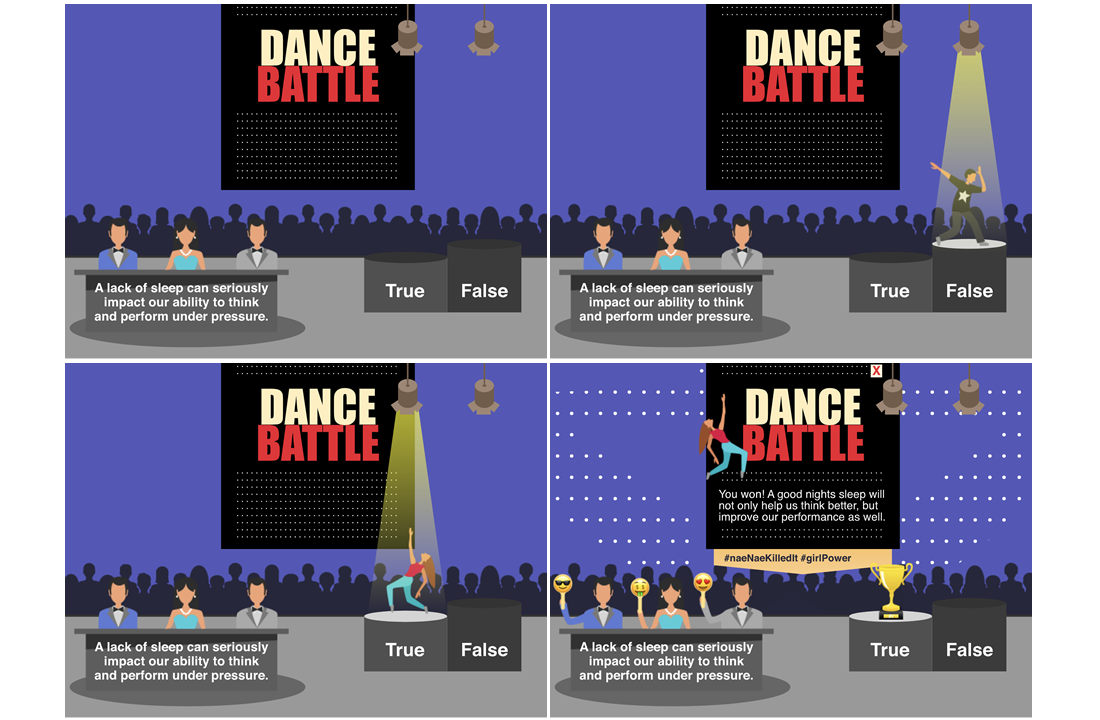 DANCE
BATTLE
A lack of sleep can seriously
impact our ability to think
and perform under pressure.
True
False
DANCE
BATTLE
A lack of sleep can seriously
impact our ability to think
and perform under pressure.
True
False
DANCE
BATTLE
A lack of sleep can seriously
impact our ability to think
and perform under pressure.
True
False
X
DANCE
BATTLE
You won! A good nights sleep will
not only help us think better, but
improve our performance as well.
#naeNaeKilledIt #girlPower
A lack of sleep can seriously
impact our ability to think
and perform under pressure.
True
False